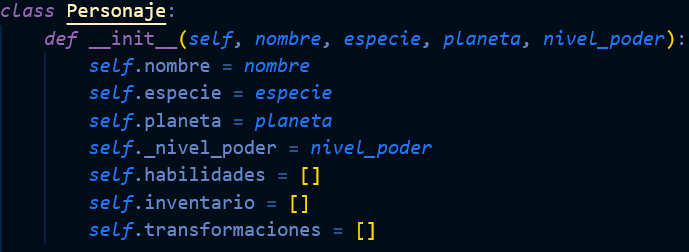 class Personaje:
    def __init__(self, nombre, especie, planeta, nivel_poder):
        self.nombre = nombre
        self.especie = especie
        self.planeta = planeta
        self._nivel_poder = nivel_poder
        self.habilidades = []
        self.inventario = []
        self.transformaciones = []